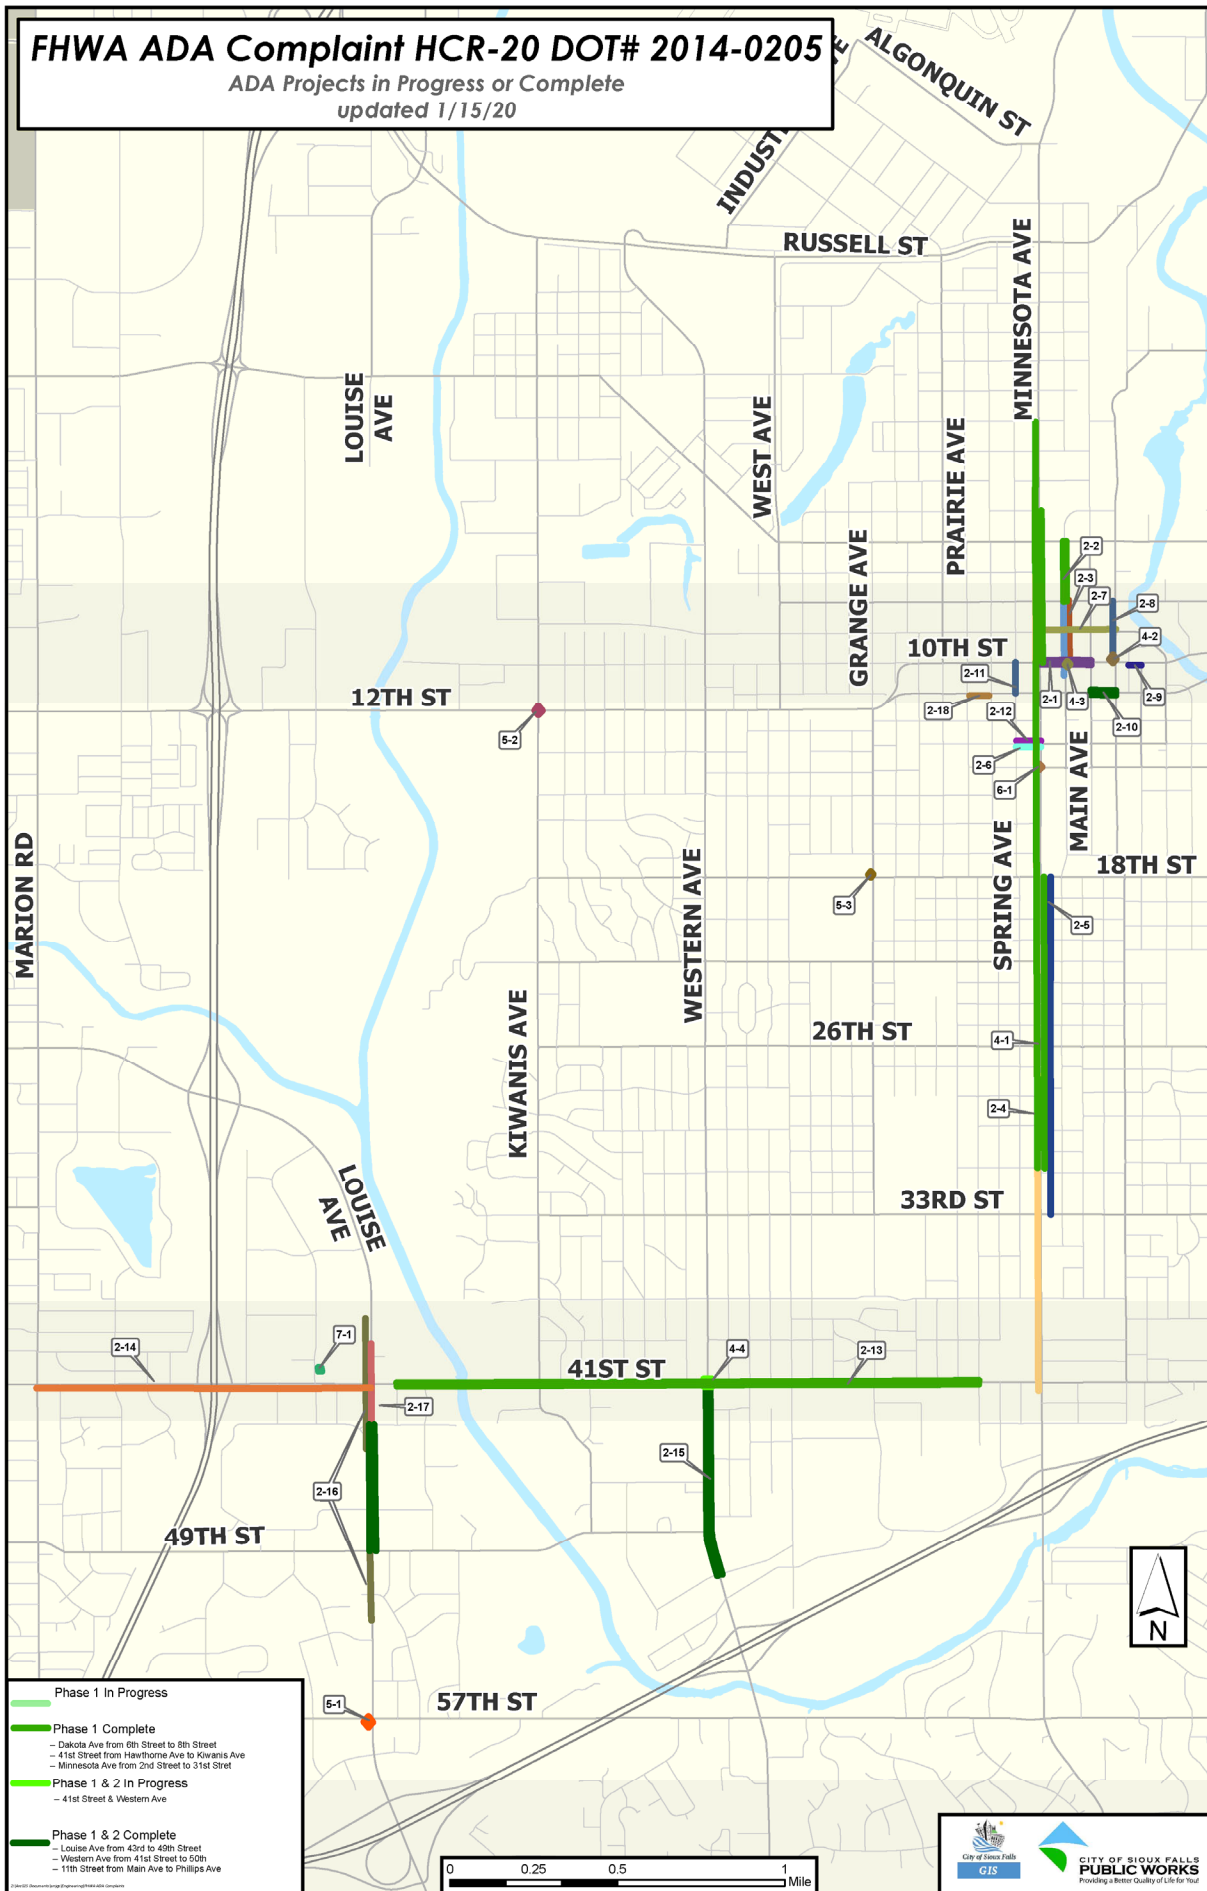 FHWA ADA Complaint HCR-20 DOT# 2014-0205
ADA Projects in Progress or Complete
updated 1/15/20
ALGONQUIN ST
RUSSELL ST
MINNESOTA AVE
LOUISE AVE
WEST AVE
PRAIRIE AVE
GRANGE AVE
2-2
2-3
2-7
2-8
4-2
10TH ST
2-11
12TH ST
2-18
2-1
2-9
2-10
2-12
5-2
2-6
6-1
MAIN AVE
MARION RD
SPRING AVE
18TH ST
WESTERN AVE
5-3
2-5
KIWANIS AVE
26TH ST
4-1
2-4
LOUISE AVE
33RD ST
7-1
2-14
4-4
2-13
41ST ST
2-17
2-15
2-16
49TH ST
N
5-1
57TH ST
Phase 1 In Progress
Phase 1 Complete
– Dakota Ave from 6th Street to 8th Street
– 41st Street from Hawthorne Ave to Kiwanis Ave
– Minnesota Ave from 2nd Street to 31st Stret
Phase 1 & 2 In Progress
– 41st Street & Western Ave
Phase 1 & 2 Complete
– Louise Ave from 43rd to 49th Street
– Western Ave from 41st Street to 50th
– 11th Street from Main Ave to Phillips Ave
0 0.25 0.5 1
Mile
City of Sioux Falls
GIS
CITY OF SIOUX FALLS
PUBLIC WORKS
Providing a Better Quality of Life for You!